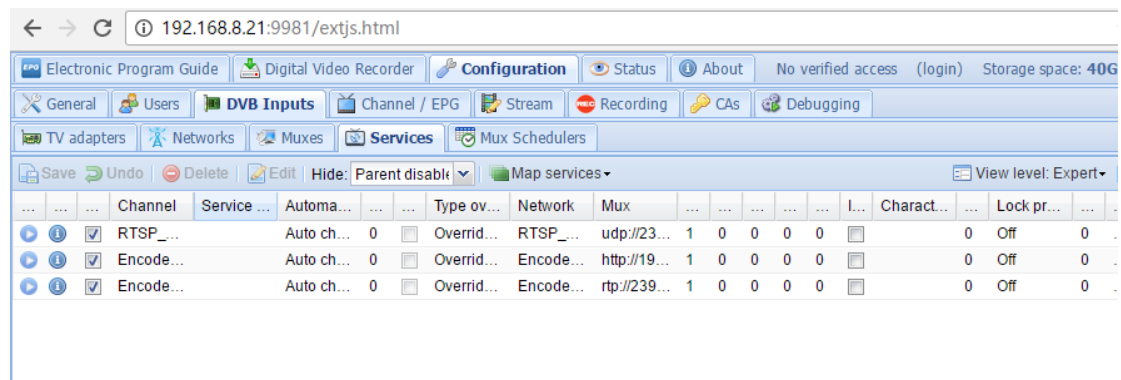 192.168.8.21:9981/extjs.html
EPG Electronic Program Guide Digital Video Recorder Configuration Status About No verified access (login) Storage space: 40G
General Users DVB Inputs Channel / EPG Stream REC Recording CAs Debugging
TV adapters Networks Muxes Services Mux Schedulers
Save Undo Delete Edit Hide: Parent disable Map services View level: Expert
... ... ... Channel Service ... Automa... ... ... Type ov... Network Mux ... ... ... ... ... I... Charact... ... Lock pr... ...
RTSP_... Auto ch... 0 Overrid... RTSP_... udp://23... 1 0 0 0 0 0 Off 0
Encode... Auto ch... 0 Overrid... Encode... http://19... 1 0 0 0 0 0 Off 0
Encode... Auto ch... 0 Overrid... Encode... rtp://239... 1 0 0 0 0 0 Off 0